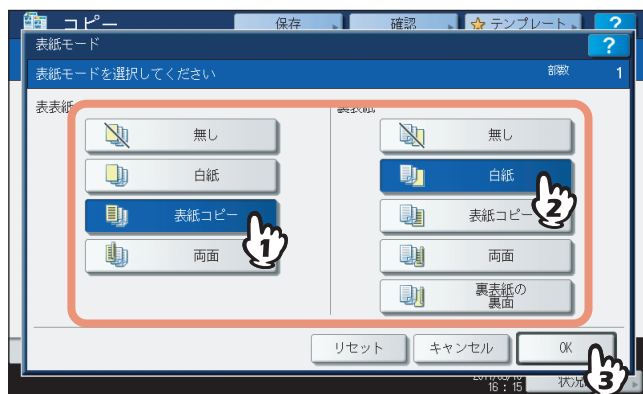 コピー 保存 確認 テンプレート ?
表紙モード ?
表紙モードを選択してください 部数 1
表表紙 裏表紙
無し 無し
白紙 白紙
表紙コピー 表紙コピー
両面 両面
裏表紙の
裏面
1
2
リセット キャンセル OK
3
16 : 15 状況